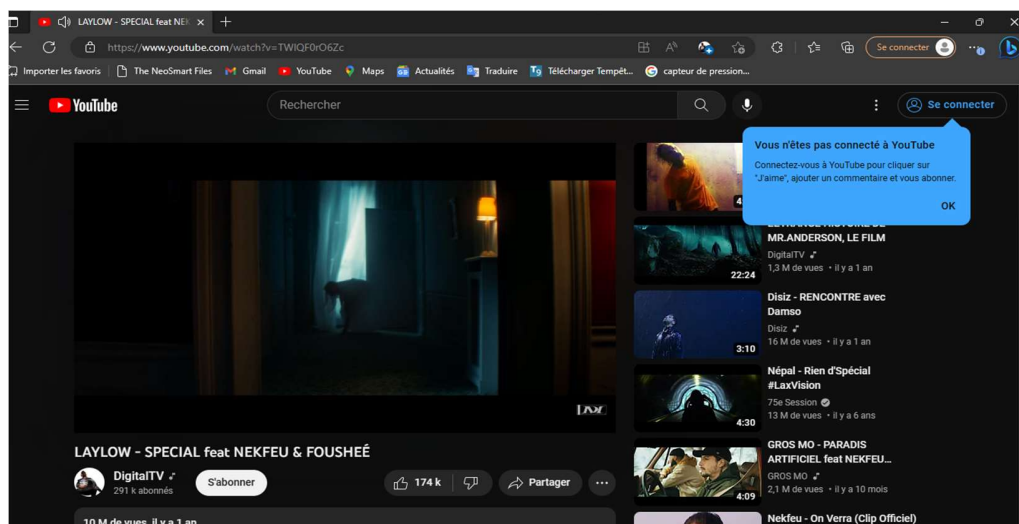 LAYLOW - SPECIAL feat NEK
https://www.youtube.com/watch?v=TWIQF0rO6Zc
Se connecter
Importer les favoris
The NeoSmart Files
Gmail
YouTube
Maps
Actualités
Traduire
Télécharger Tempêt...
capteur de pression...
YouTube
Rechercher
Se connecter
Vous n'êtes pas connecté à YouTube
Connectez-vous à YouTube pour cliquer sur
"J'aime", ajouter un commentaire et vous abonner.
OK
MR.ANDERSON, LE FILM
DigitalTV
1,3 M de vues • il y a 1 an
22:24
Disiz - RENCONTRE avec
Damso
Disiz
16 M de vues • il y a 1 an
3:10
Népal - Rien d'Spécial
#LaxVision
75e Session
13 M de vues • il y a 6 ans
4:30
GROS MO - PARADIS
ARTIFICIEL feat NEKFEU...
GROS MO
2,1 M de vues • il y a 10 mois
4:09
Nekfeu - On Verra (Clip Officiel)
LAYLOW - SPECIAL feat NEKFEU & FOUSHEÉ
DigitalTV
291 k abonnés
S'abonner
174 k
Partager
10 M de vues il y a 1 an